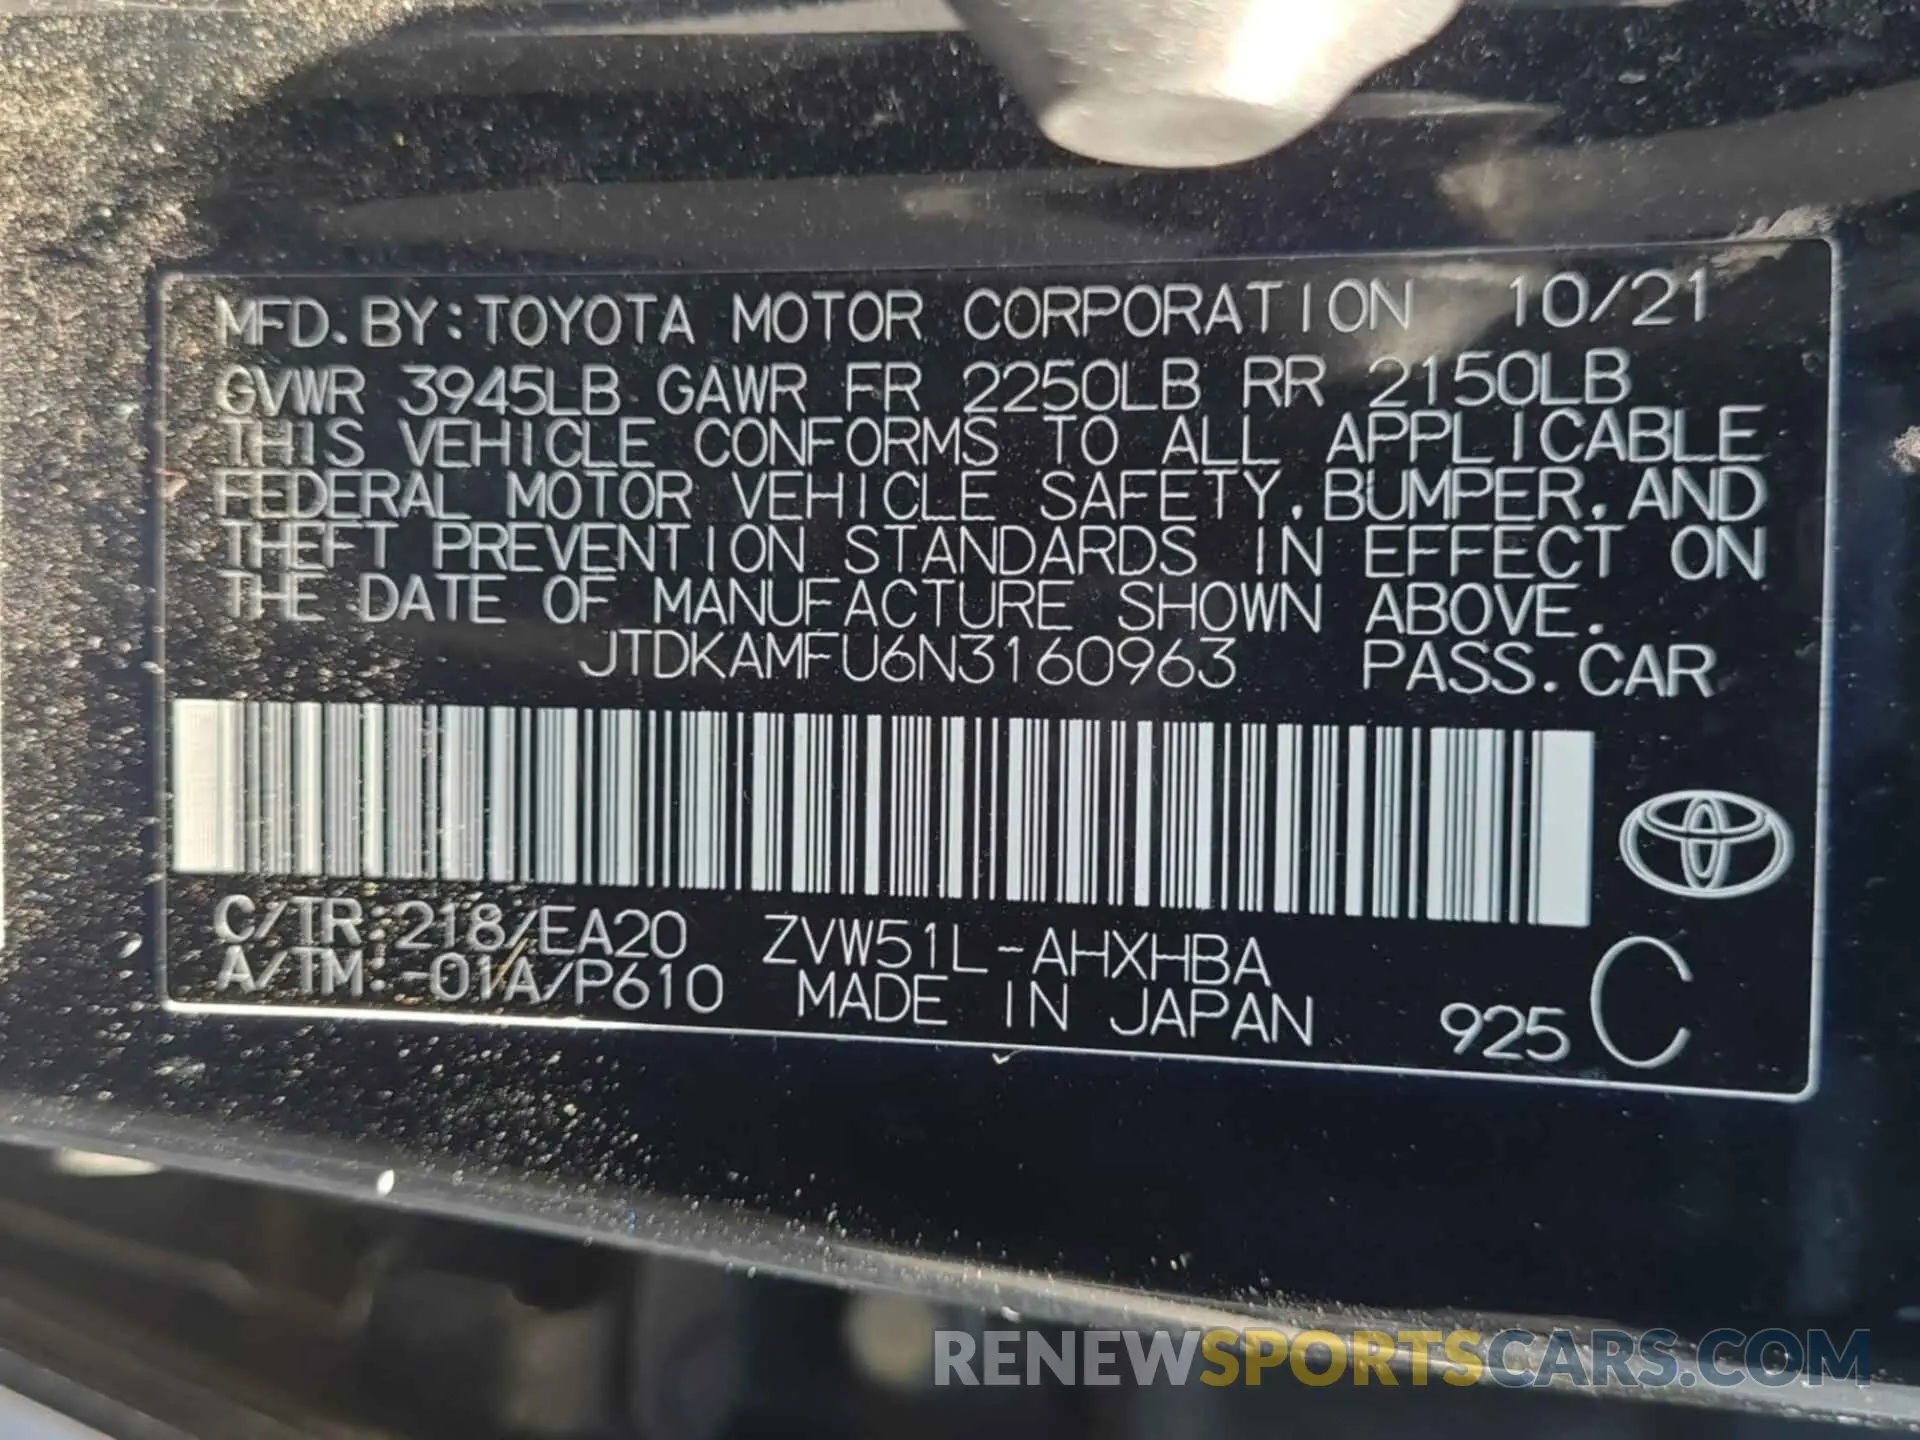 MFD.BY:TOYOTA MOTOR CORPORATION 10/21
GVWR 3945LB GAWR FR 2250LB RR 2150LB
THIS VEHICLE CONFORMS TO ALL APPLICABLE
FEDERAL MOTOR VEHICLE SAFETY,BUMPER,AND
THEFT PREVENTION STANDARDS IN EFFECT ON
THE DATE OF MANUFACTURE SHOWN ABOVE.
JTDKAMFU6N3160963 PASS.CAR
C/TR:218/EA20 ZVW51L-AHXHBA
A/TM:-01A/P610 MADE IN JAPAN 925 C
RENEWSPORTSCARS.COM